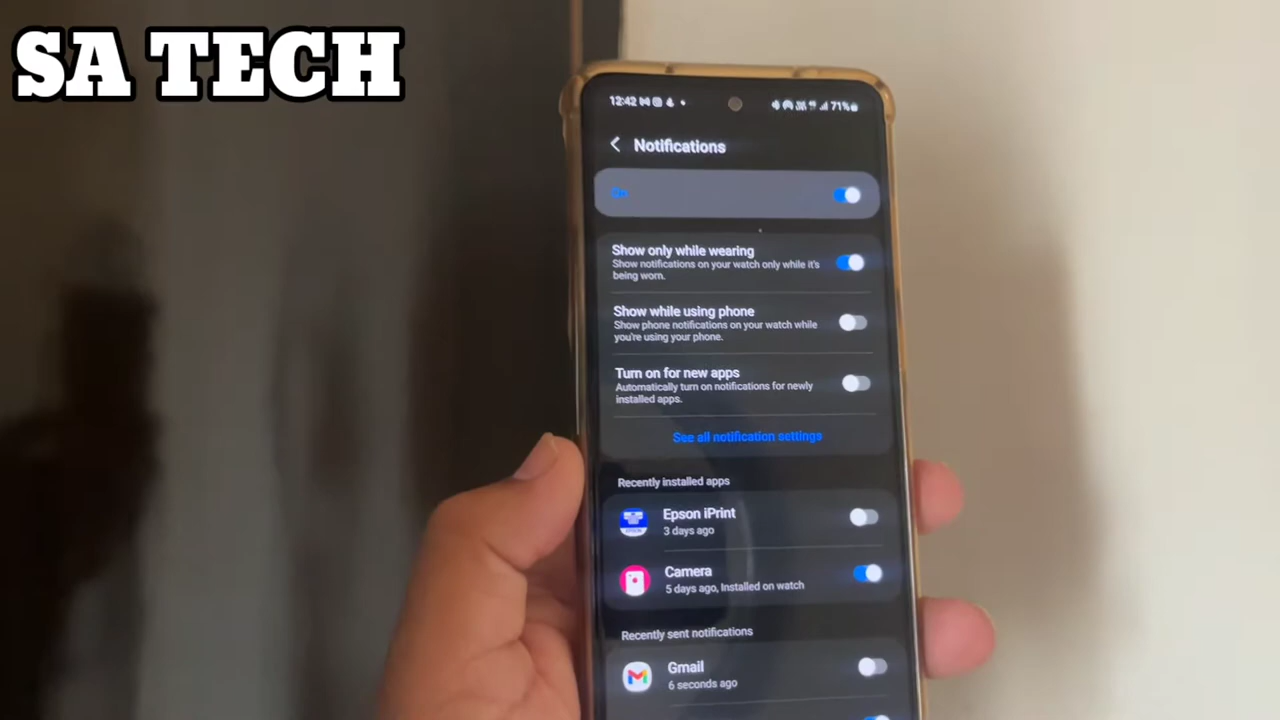 SA TECH
12:42
71%
Notifications
On
Show only while wearing
Show notifications on your watch only while it's
being worn.
Show while using phone
Show phone notifications on your watch while
you're using your phone.
Turn on for new apps
Automatically turn on notifications for newly
installed apps.
See all notification settings
Recently installed apps
Epson iPrint
3 days ago
Camera
5 days ago, Installed on watch
Recently sent notifications
Gmail
6 seconds ago